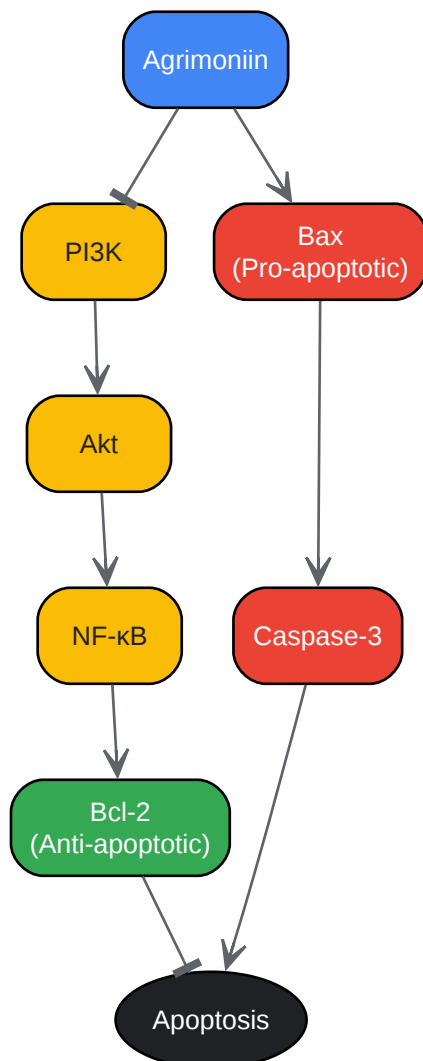 Agrimoniin
PI3K
Bax
(Pro-apoptotic)
Akt
NF-κB
Caspase-3
Bcl-2
(Anti-apoptotic)
Apoptosis